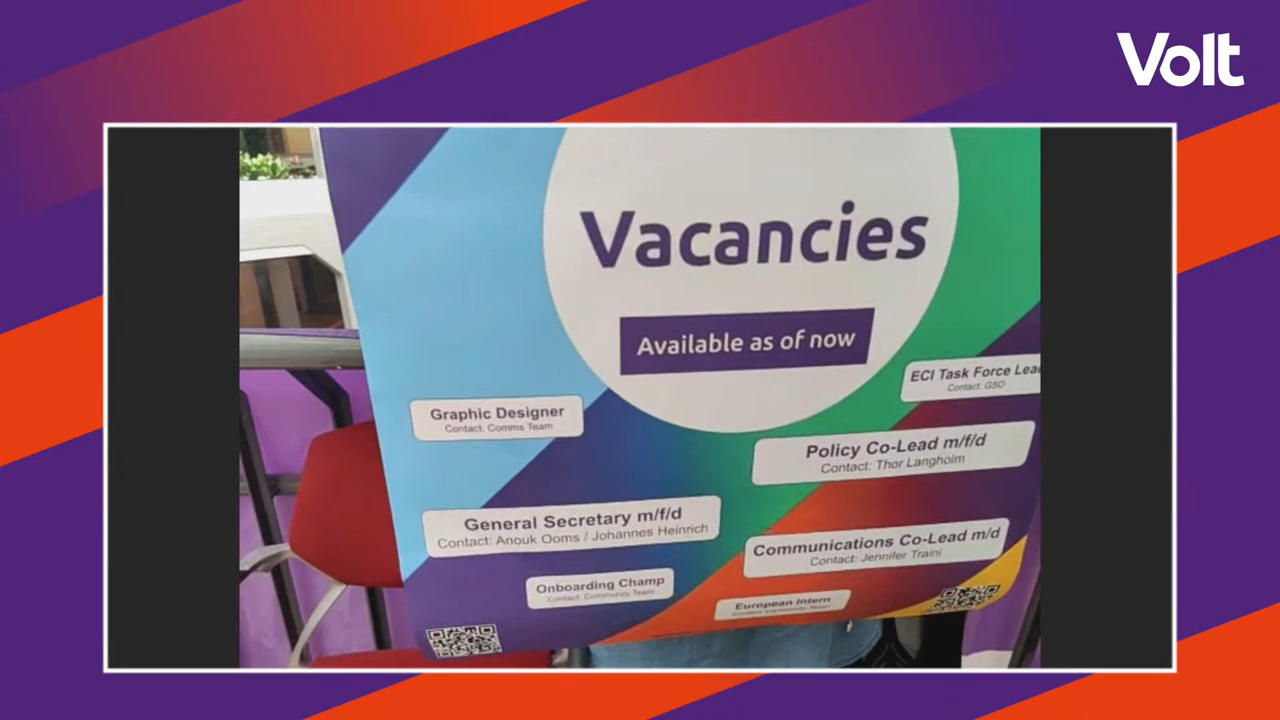 Volt
Vacancies
Available as of now
ECI Task Force Lea
Contact: GSO
Graphic Designer
Contact: Comms Team
Policy Co-Lead m/f/d
Contact: Thor Langholm
General Secretary m/f/d
Contact: Anouk Ooms / Johannes Heinrich
Communications Co-Lead m/d
Contact: Jennifer Traini
Onboarding Champ
Contact: Community Team
European Intern